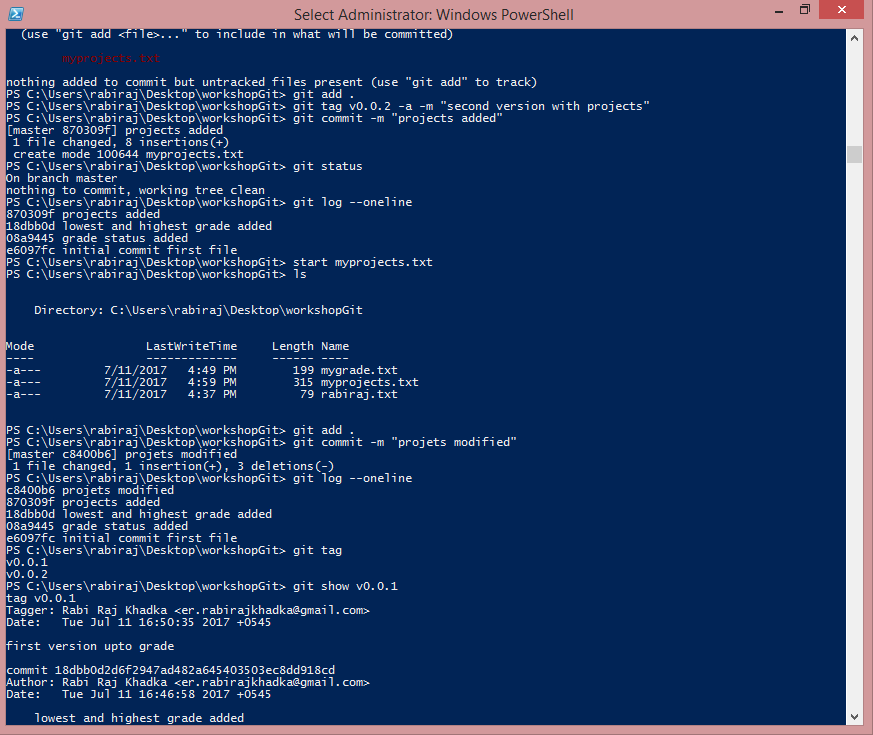 Select Administrator: Windows PowerShell
(use "git add <file>..." to include in what will be committed)
myprojects.txt
nothing added to commit but untracked files present (use "git add" to track)
PS C:\Users\rabiraj\Desktop\workshopGit> git add .
PS C:\Users\rabiraj\Desktop\workshopGit> git tag v0.0.2 -a -m "second version with projects"
PS C:\Users\rabiraj\Desktop\workshopGit> git commit -m "projects added"
[master 870309f] projects added
1 file changed, 8 insertions(+)
create mode 100644 myprojects.txt
PS C:\Users\rabiraj\Desktop\workshopGit> git status
On branch master
nothing to commit, working tree clean
PS C:\Users\rabiraj\Desktop\workshopGit> git log --oneline
870309f projects added
18dbb0d lowest and highest grade added
08a9445 grade status added
e6097fc initial commit first file
PS C:\Users\rabiraj\Desktop\workshopGit> start myprojects.txt
PS C:\Users\rabiraj\Desktop\workshopGit> ls
Directory: C:\Users\rabiraj\Desktop\workshopGit
Mode LastWriteTime Length Name
---- ------------- ------ ----
-a--- 7/11/2017 4:49 PM 199 mygrade.txt
-a--- 7/11/2017 4:59 PM 315 myprojects.txt
-a--- 7/11/2017 4:37 PM 79 rabiraj.txt
PS C:\Users\rabiraj\Desktop\workshopGit> git add .
PS C:\Users\rabiraj\Desktop\workshopGit> git commit -m "projets modified"
[master c8400b6] projets modified
1 file changed, 1 insertion(+), 3 deletions(-)
PS C:\Users\rabiraj\Desktop\workshopGit> git log --oneline
c8400b6 projets modified
870309f projects added
18dbb0d lowest and highest grade added
08a9445 grade status added
e6097fc initial commit first file
PS C:\Users\rabiraj\Desktop\workshopGit> git tag
v0.0.1
v0.0.2
PS C:\Users\rabiraj\Desktop\workshopGit> git show v0.0.1
tag v0.0.1
Tagger: Rabi Raj Khadka <er.rabirajkhadka@gmail.com>
Date: Tue Jul 11 16:50:35 2017 +0545
first version upto grade
commit 18dbb0d2d6f2947ad482a645403503ec8dd918cd
Author: Rabi Raj Khadka <er.rabirajkhadka@gmail.com>
Date: Tue Jul 11 16:46:58 2017 +0545
lowest and highest grade added